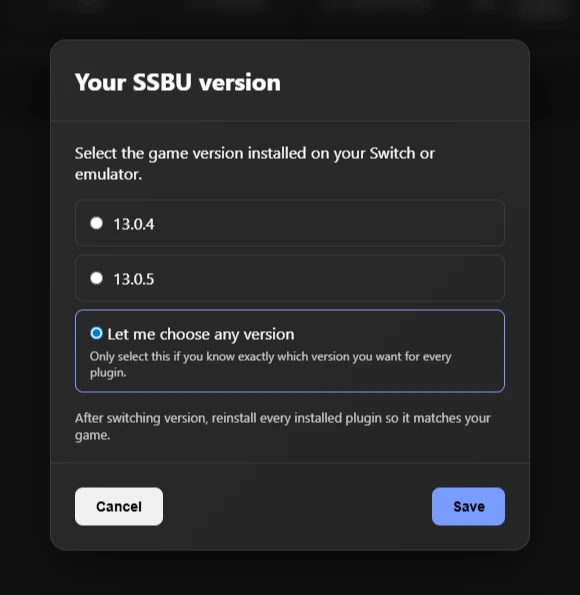 Your SSBU version
Select the game version installed on your Switch or
emulator.
13.0.4
13.0.5
Let me choose any version
Only select this if you know exactly which version you want for every
plugin.
After switching version, reinstall every installed plugin so it matches your
game.
Cancel
Save